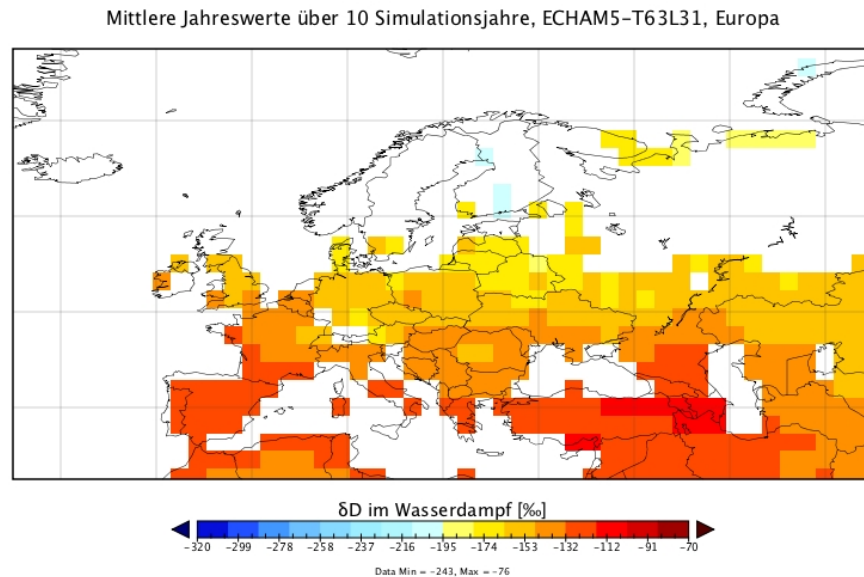 Mittlere Jahreswerte über 10 Simulationsjahre, ECHAM5-T63L31, Europa
δD im Wasserdampf [‰]
-320 -299 -278 -258 -237 -216 -195 -174 -153 -132 -112 -91 -70
Data Min = -243, Max = -76